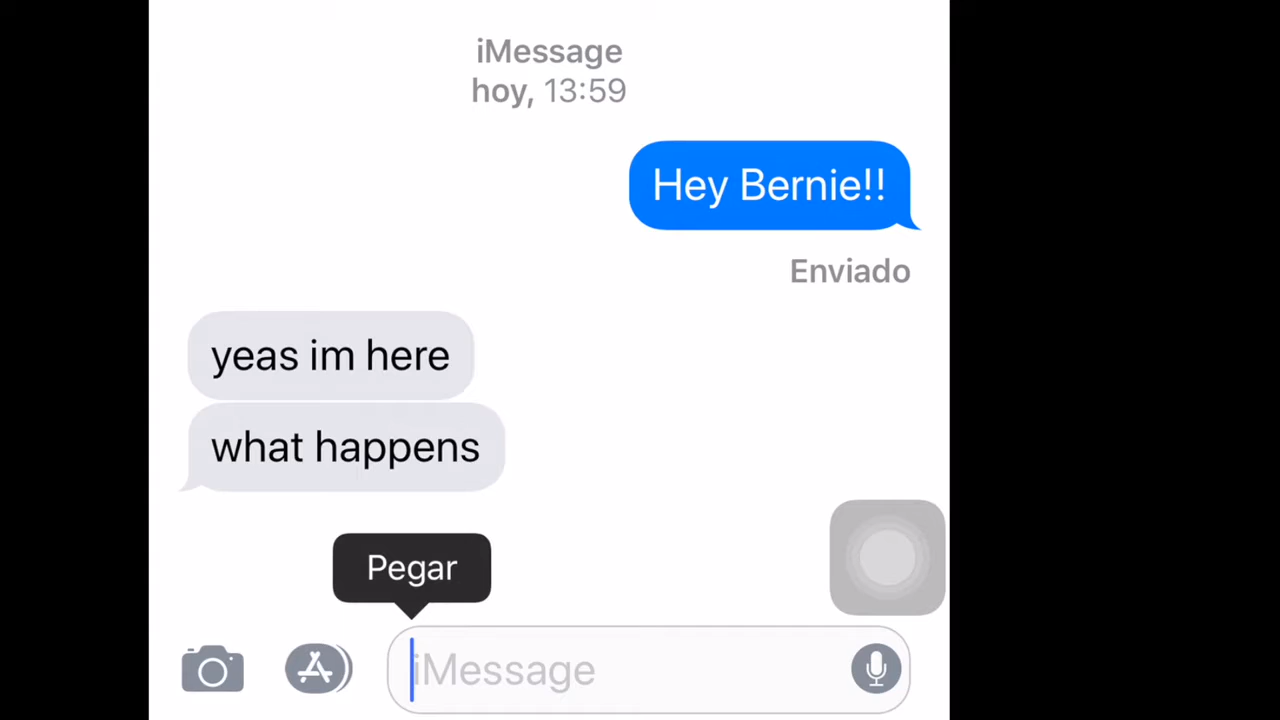 iMessage
hoy, 13:59
Hey Bernie!!
Enviado
yeas im here
what happens
Pegar
iMessage